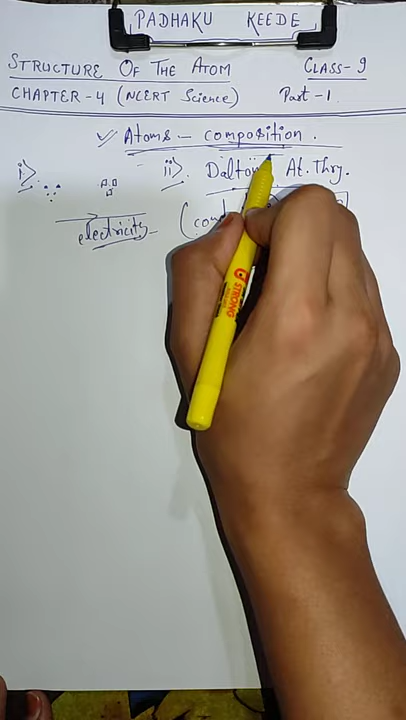 PADHAKU KEEDE
STRUCTURE OF THE ATOM CLASS-9
CHAPTER-4 (NCERT Science) Part-1
✓ Atoms – composition.
i> ii>. Dalton At. Thry.
electricity
STRONG